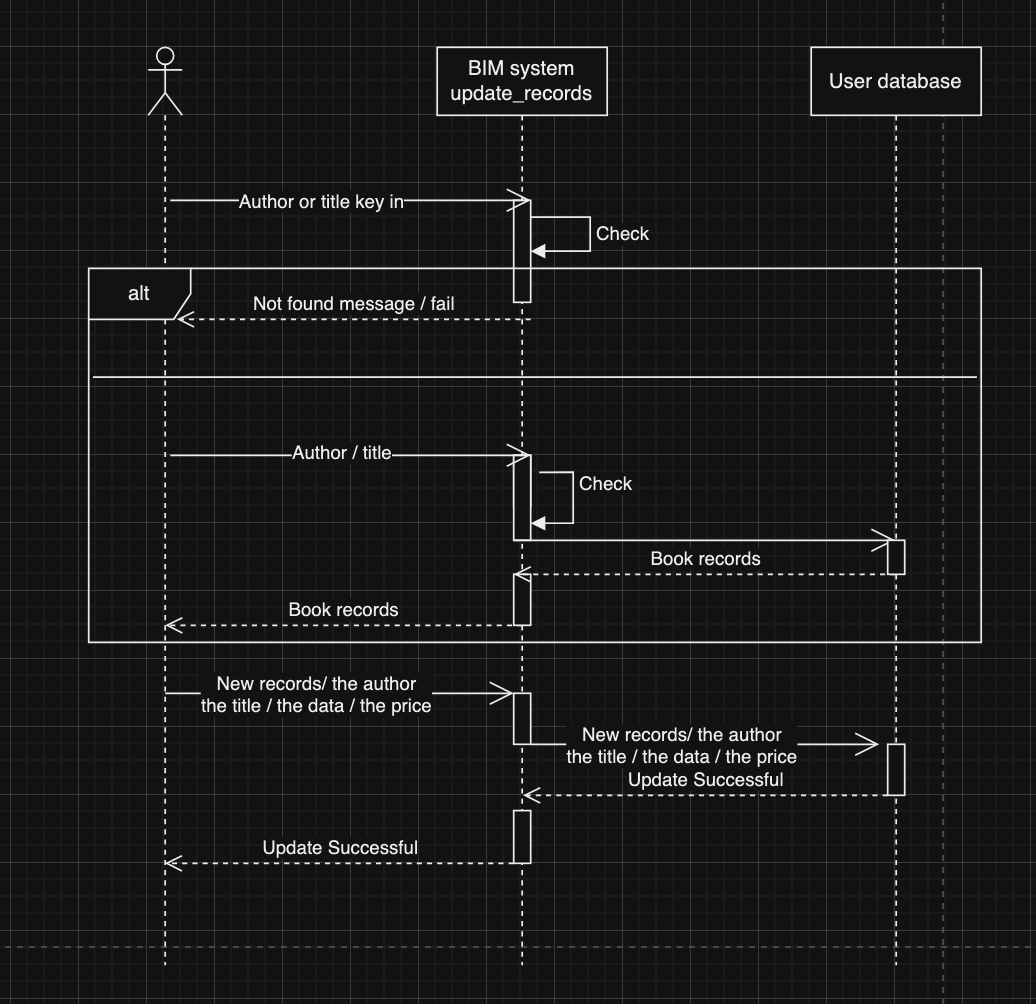 BIM system
update_records
User database
Author or title key in
Check
alt
Not found message / fail
Author / title
Check
Book records
Book records
New records/ the author
the title / the data / the price
New records/ the author
the title / the data / the price
Update Successful
Update Successful